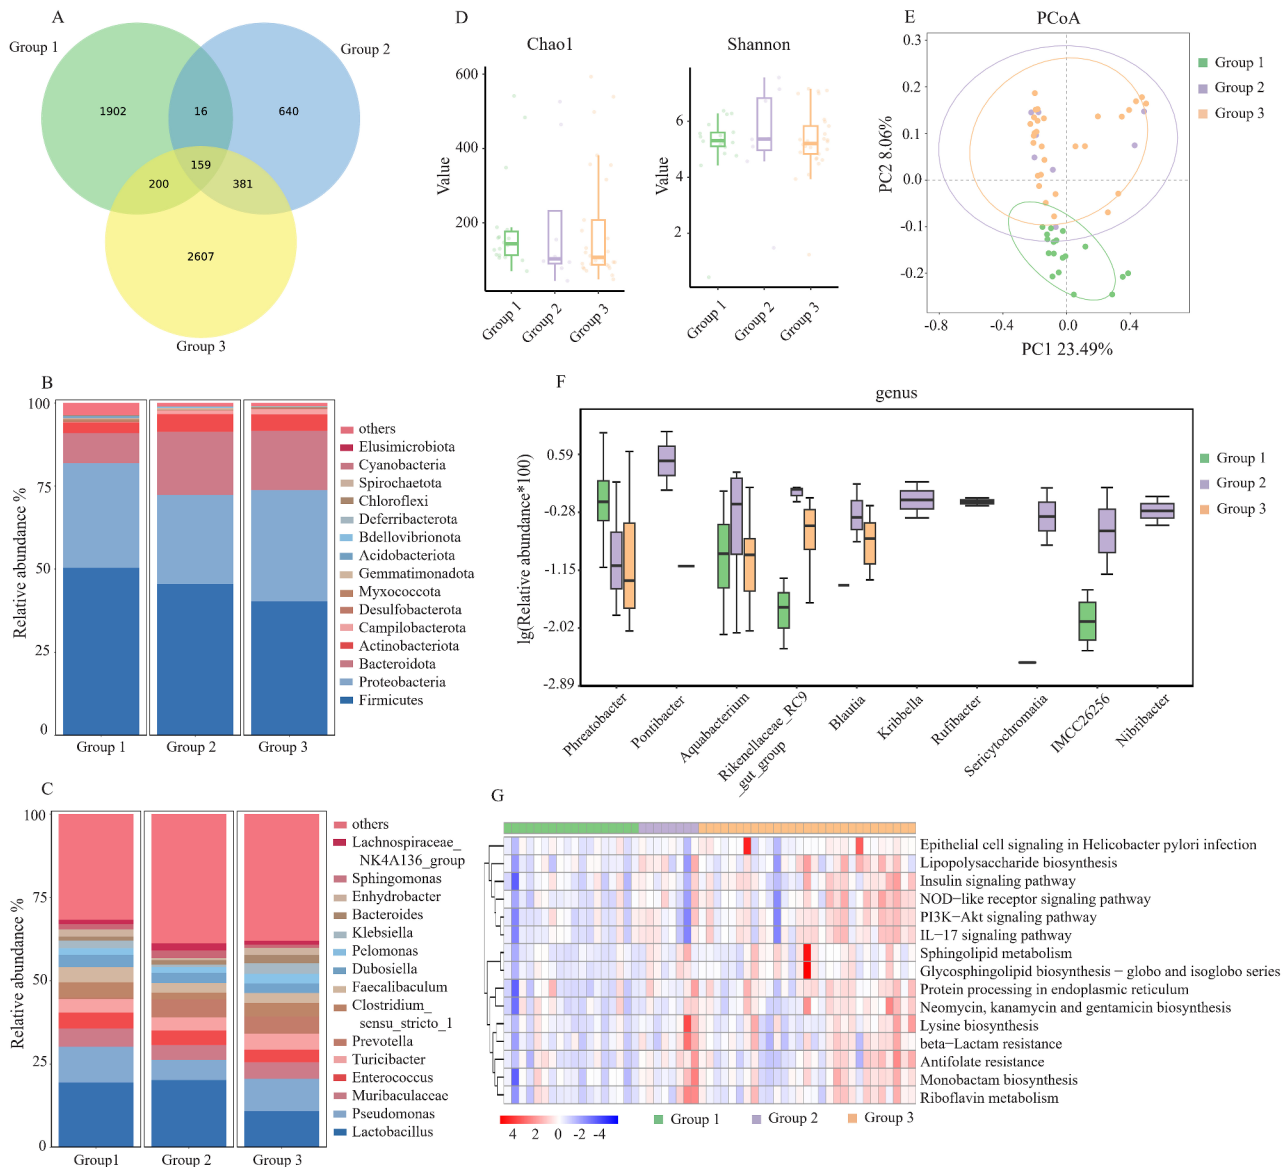 A
Group 1
Group 2
1902
16
640
159
200
381
2607
Group 3
D
Chao1
Value
600
400
200
Group 1
Group 2
Group 3
Shannon
Value
6
4
2
Group 1
Group 2
Group 3
E
PCoA
PC2 8.06%
0.3
0.2
0.1
0.0
-0.1
-0.2
-0.8
-0.4
0.0
0.4
PC1 23.49%
Group 1
Group 2
Group 3
B
Relative abundance %
100
75
50
25
0
Group 1
Group 2
Group 3
others
Elusimicrobiota
Cyanobacteria
Spirochaetota
Chloroflexi
Deferribacterota
Bdellovibrionota
Acidobacteriota
Gemmatimonadota
Myxococcota
Desulfobacterota
Campilobacterota
Actinobacteriota
Bacteroidota
Proteobacteria
Firmicutes
F
genus
lg(Relative abundance*100)
0.59
-0.28
-1.15
-2.02
-2.89
Phreatobacter
Pontibacter
Aquabacterium
Rikenellaceae_RC9
_gut_group
Blautia
Kribbella
Rufibacter
Sericytochromatia
IMCC26256
Nibribacter
Group 1
Group 2
Group 3
C
Relative abundance %
100
75
50
25
0
Group1
Group 2
Group 3
others
Lachnospiraceae_
NK4A136_group
Sphingomonas
Enhydrobacter
Bacteroides
Klebsiella
Pelomonas
Dubosiella
Faecalibaculum
Clostridium_
sensu_stricto_1
Prevotella
Turicibacter
Enterococcus
Muribaculaceae
Pseudomonas
Lactobacillus
G
Epithelial cell signaling in Helicobacter pylori infection
Lipopolysaccharide biosynthesis
Insulin signaling pathway
NOD−like receptor signaling pathway
PI3K−Akt signaling pathway
IL−17 signaling pathway
Sphingolipid metabolism
Glycosphingolipid biosynthesis − globo and isoglobo series
Protein processing in endoplasmic reticulum
Neomycin, kanamycin and gentamicin biosynthesis
Lysine biosynthesis
beta−Lactam resistance
Antifolate resistance
Monobactam biosynthesis
Riboflavin metabolism
4 2 0 -2 -4
Group 1
Group 2
Group 3